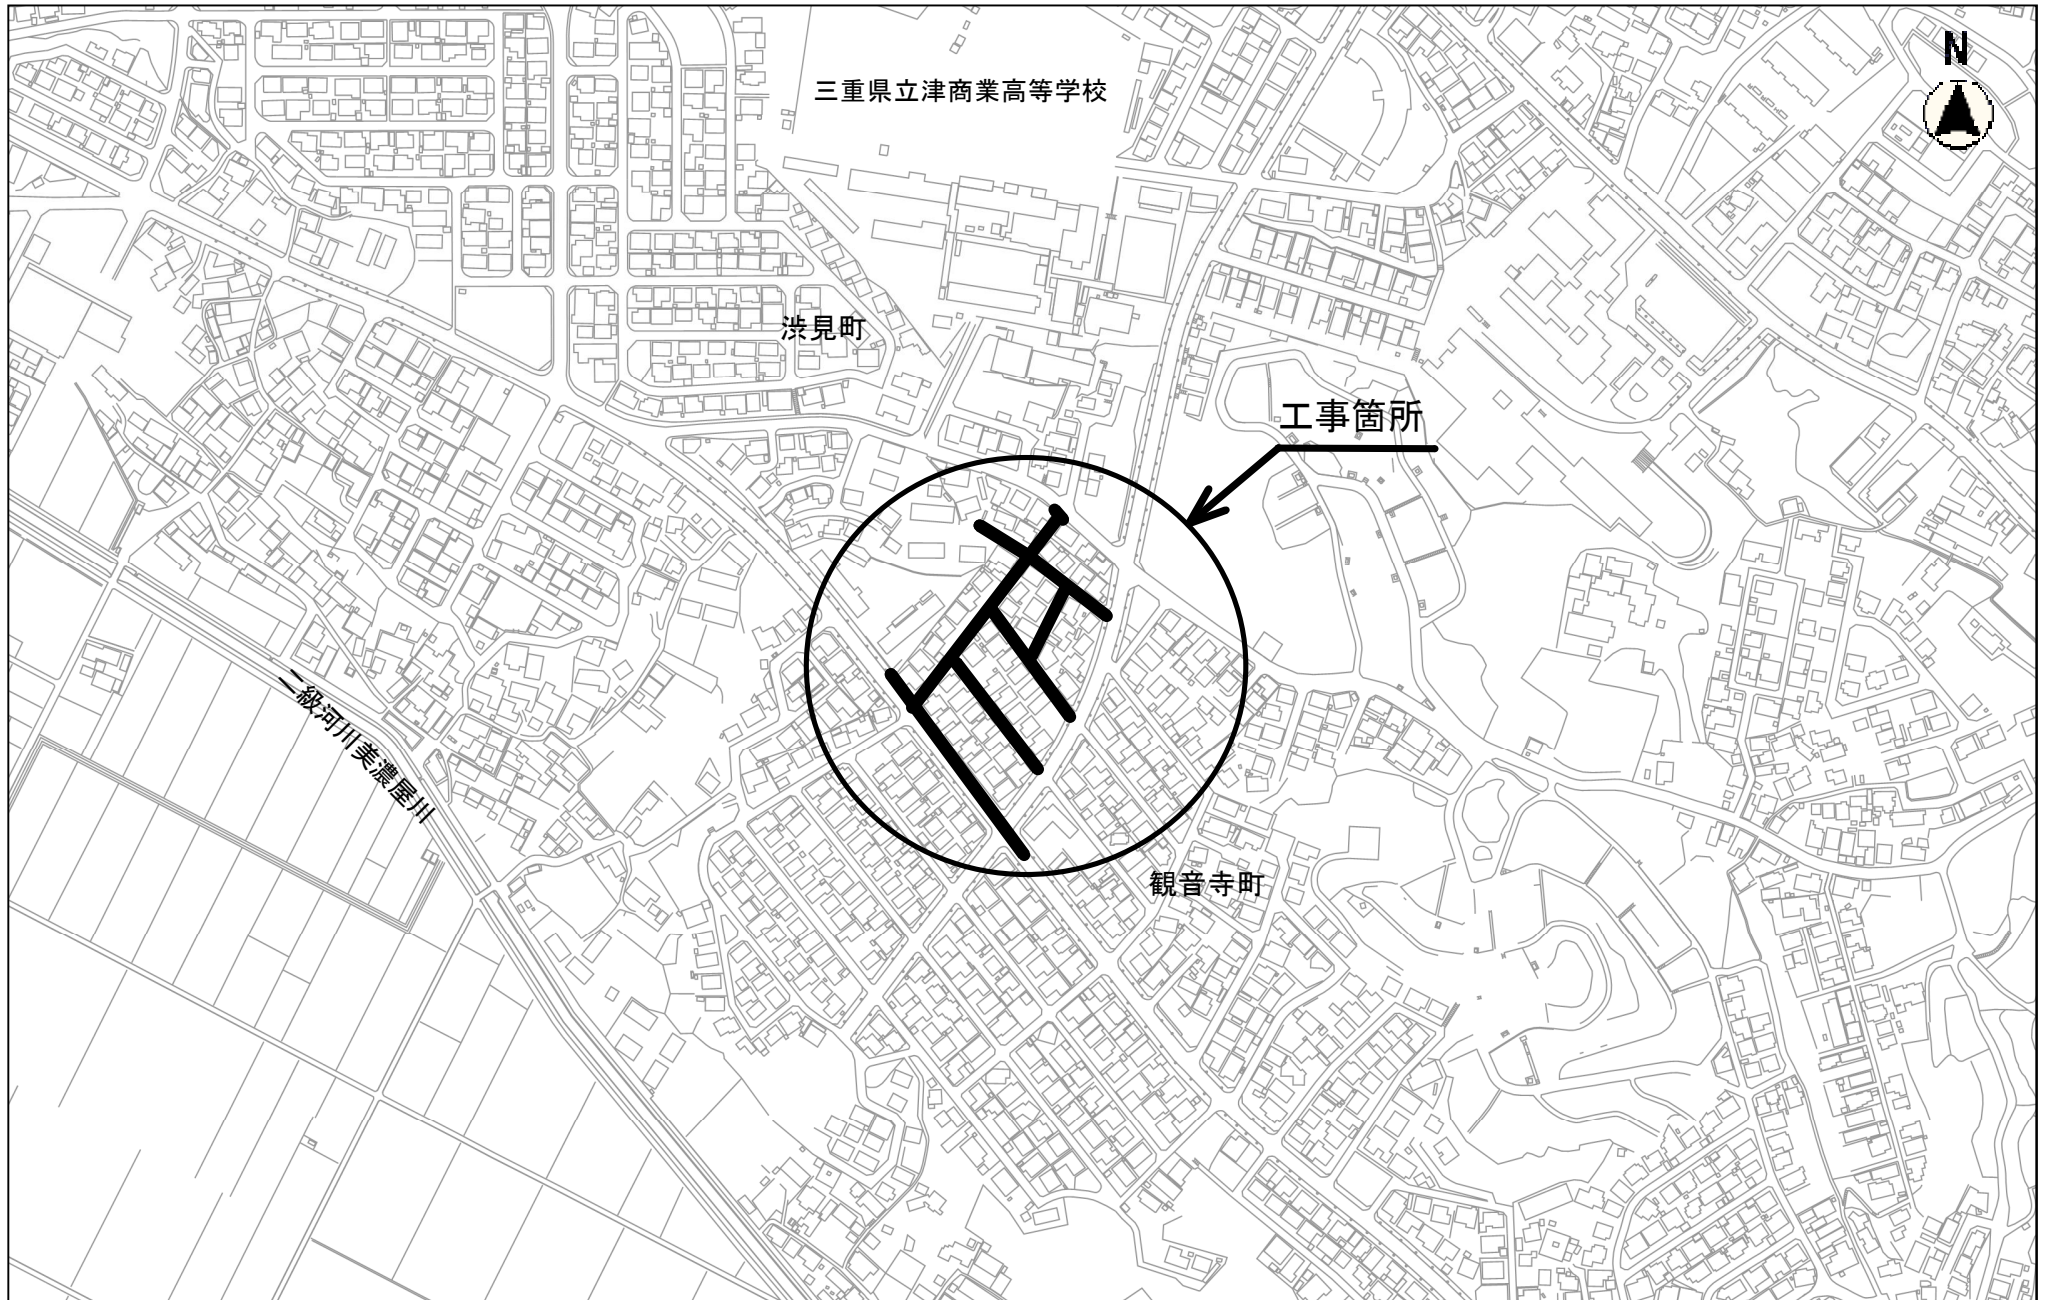 N
三重県立津商業高等学校
渋見町
工事箇所
二級河川美濃屋川
観音寺町